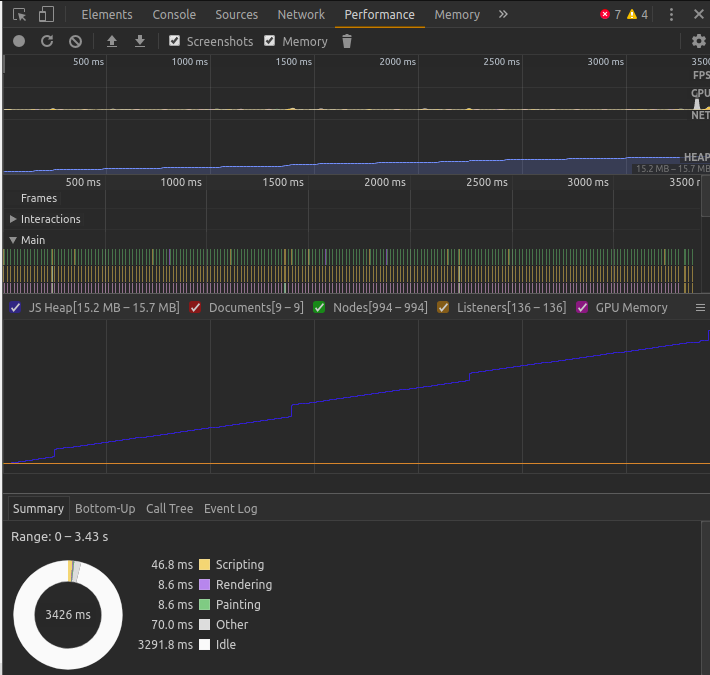 Elements Console Sources Network Performance Memory » 7 4
Screenshots Memory
500 ms 1000 ms 1500 ms 2000 ms 2500 ms 3000 ms 3500
FPS
CPU
NET
HEAP
15.2 MB – 15.7 MB
500 ms 1000 ms 1500 ms 2000 ms 2500 ms 3000 ms 3500 r
Frames
Interactions
Main
JS Heap[15.2 MB – 15.7 MB] Documents[9 – 9] Nodes[994 – 994] Listeners[136 – 136] GPU Memory
Summary Bottom-Up Call Tree Event Log
Range: 0 – 3.43 s
46.8 ms Scripting
8.6 ms Rendering
3426 ms
8.6 ms Painting
70.0 ms Other
3291.8 ms Idle